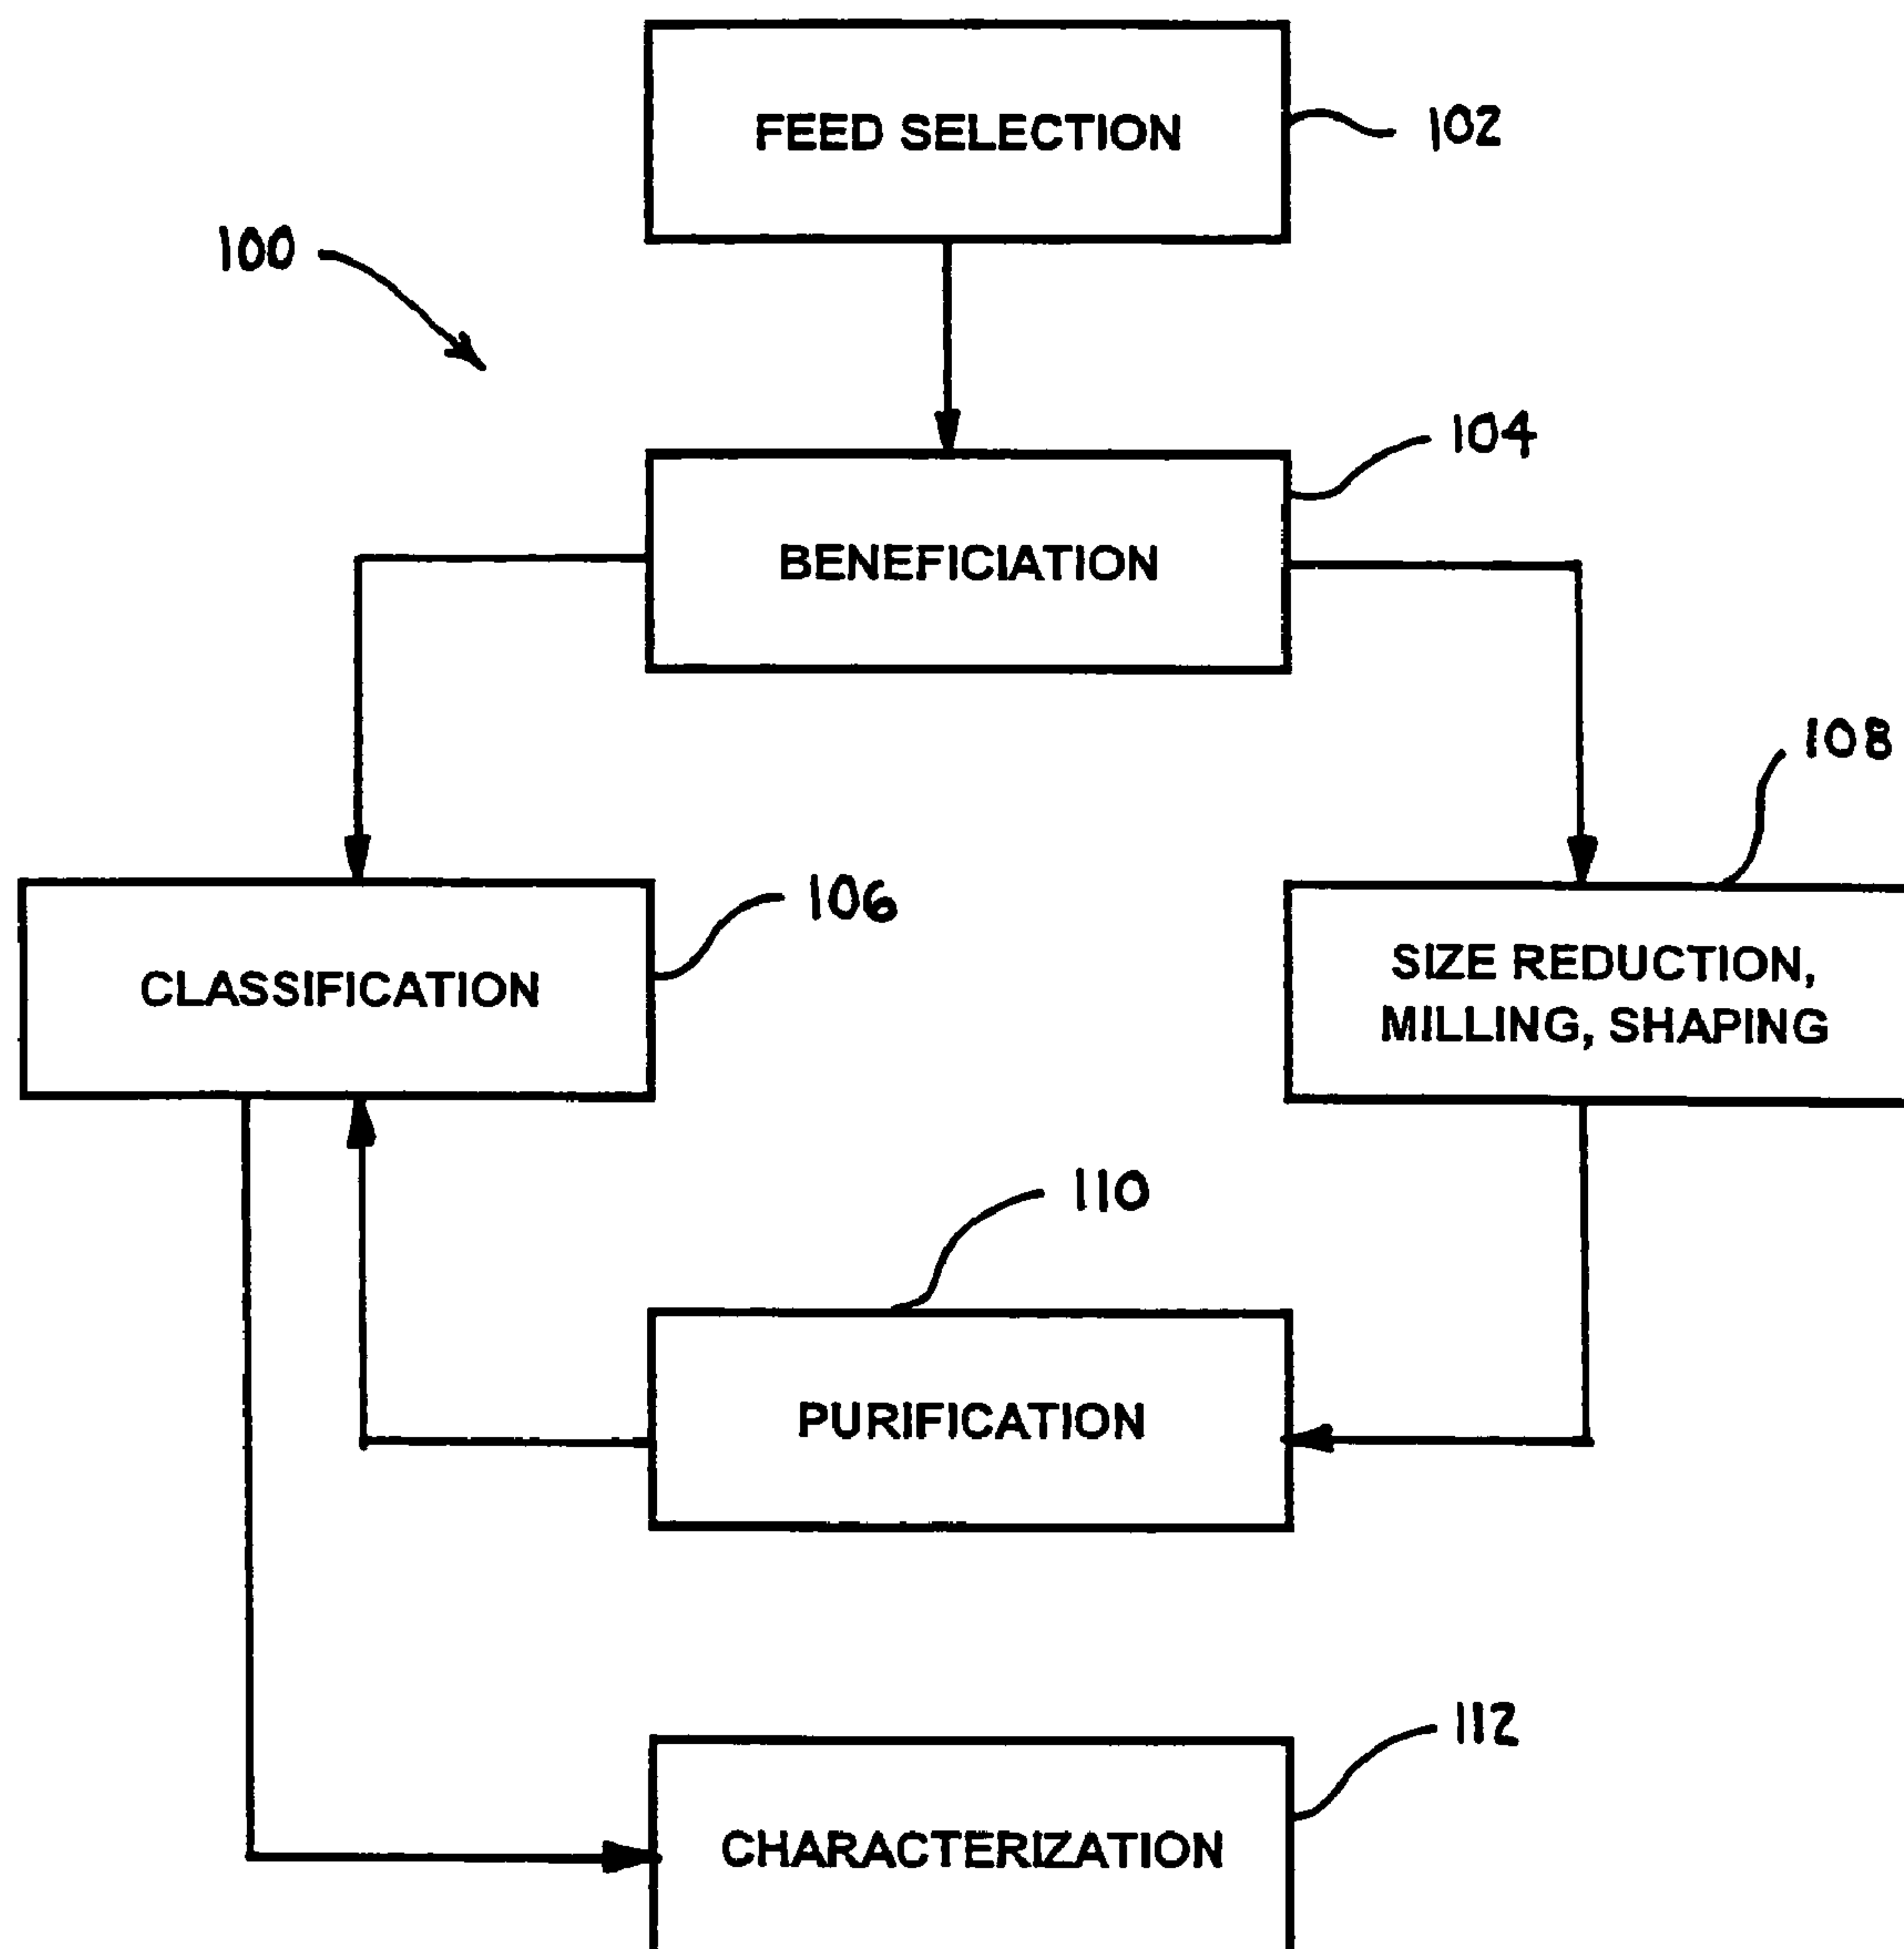 FEED SELECTION
102
100
104
BENEFICIATION
108
106
CLASSIFICATION
SIZE REDUCTION,
MILLING, SHAPING
110
PURIFICATION
112
CHARACTERIZATION